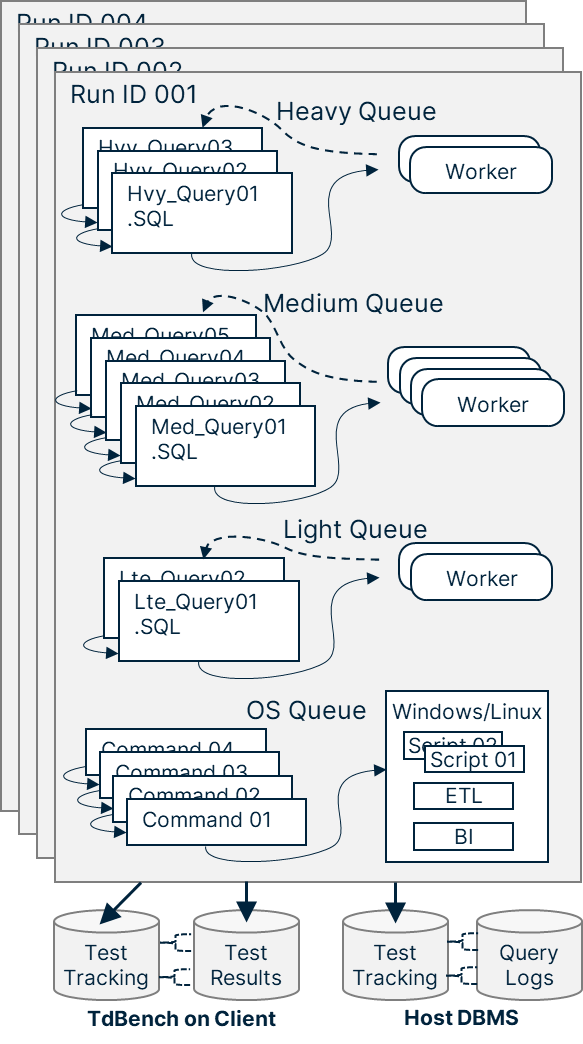 Run ID 004
Run ID 003
Run ID 002
Run ID 001
Heavy Queue
Hvy_Query03
Hvy_Query02
Hvy_Query01
.SQL
Worker
Medium Queue
Med_Query05
Med_Query04
Med_Query03
Med_Query02
Med_Query01
.SQL
Worker
Light Queue
Lte_Query02
Lte_Query01
.SQL
Worker
OS Queue
Windows/Linux
Command 04
Command 03
Command 02
Command 01
Script 02
Script 01
ETL
BI
Test
Tracking
Test
Results
Test
Tracking
Query
Logs
TdBench on Client
Host DBMS